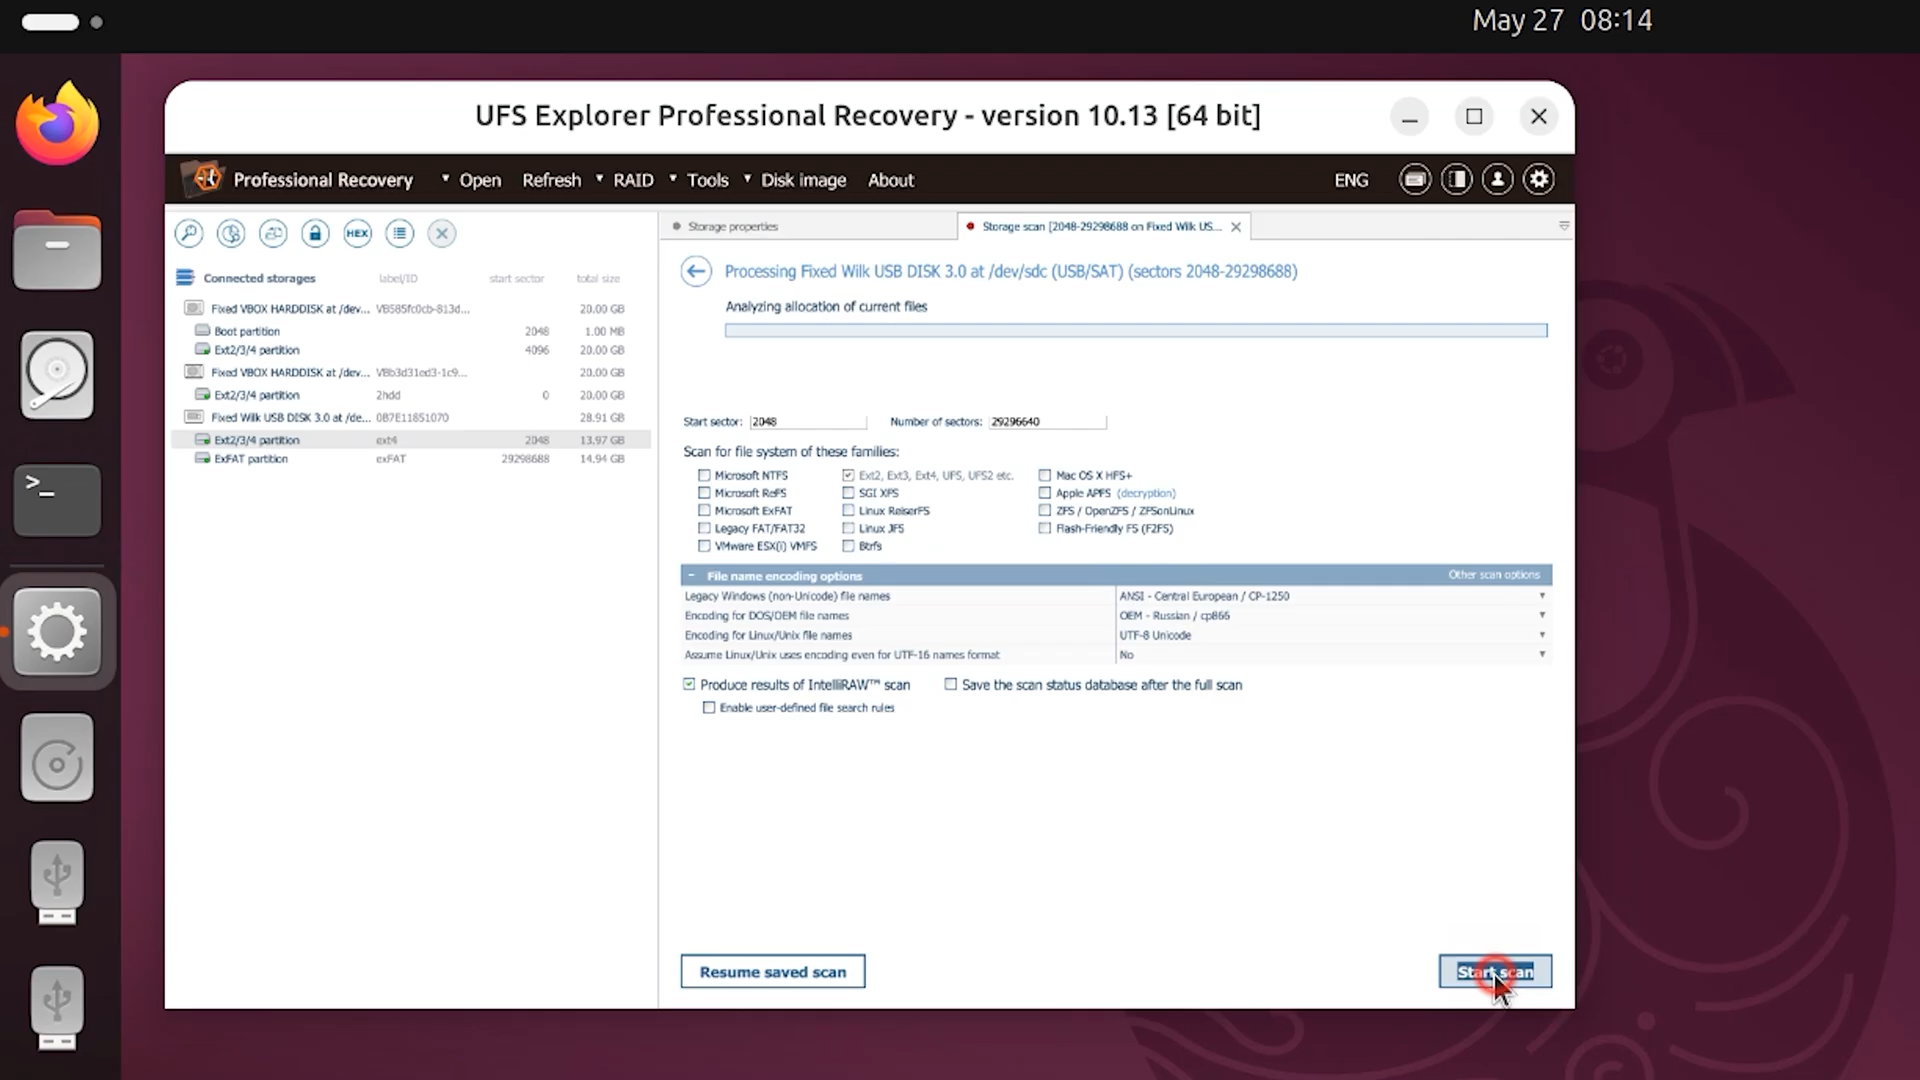 May 27 08:14
UFS Explorer Professional Recovery - version 10.13 [64 bit]
Professional Recovery Open Refresh RAID Tools Disk image About ENG
HEX
Storage properties Storage scan [2048-29298688 on Fixed Wilk US...
Connected storages label/ID start sector total size
Fixed VBOX HARDDISK at /dev... VB585fc0cb-813d... 20.00 GB
Boot partition 2048 1.00 MB
Ext2/3/4 partition 4096 20.00 GB
Fixed VBOX HARDDISK at /dev... VBb3d31ed3-1c9... 20.00 GB
Ext2/3/4 partition 2hdd 0 20.00 GB
Fixed Wilk USB DISK 3.0 at /de... 0B7E11851070 28.91 GB
Ext2/3/4 partition ext4 2048 13.97 GB
ExFAT partition exFAT 29298688 14.94 GB
Processing Fixed Wilk USB DISK 3.0 at /dev/sdc (USB/SAT) (sectors 2048-29298688)
Analyzing allocation of current files
Start sector: 2048 Number of sectors: 29296640
Scan for file system of these families:
Microsoft NTFS Ext2, Ext3, Ext4, UFS, UFS2 etc. Mac OS X HFS+
Microsoft ReFS SGI XFS Apple APFS (decryption)
Microsoft ExFAT Linux ReiserFS ZFS / OpenZFS / ZFSonLinux
Legacy FAT/FAT32 Linux JFS Flash-Friendly FS (F2FS)
VMware ESX(i) VMFS Btrfs
- File name encoding options Other scan options
Legacy Windows (non-Unicode) file names ANSI - Central European / CP-1250
Encoding for DOS/OEM file names OEM - Russian / cp866
Encoding for Linux/Unix file names UTF-8 Unicode
Assume Linux/Unix uses encoding even for UTF-16 names format No
Produce results of IntelliRAW™ scan Save the scan status database after the full scan
Enable user-defined file search rules
Resume saved scan Start scan